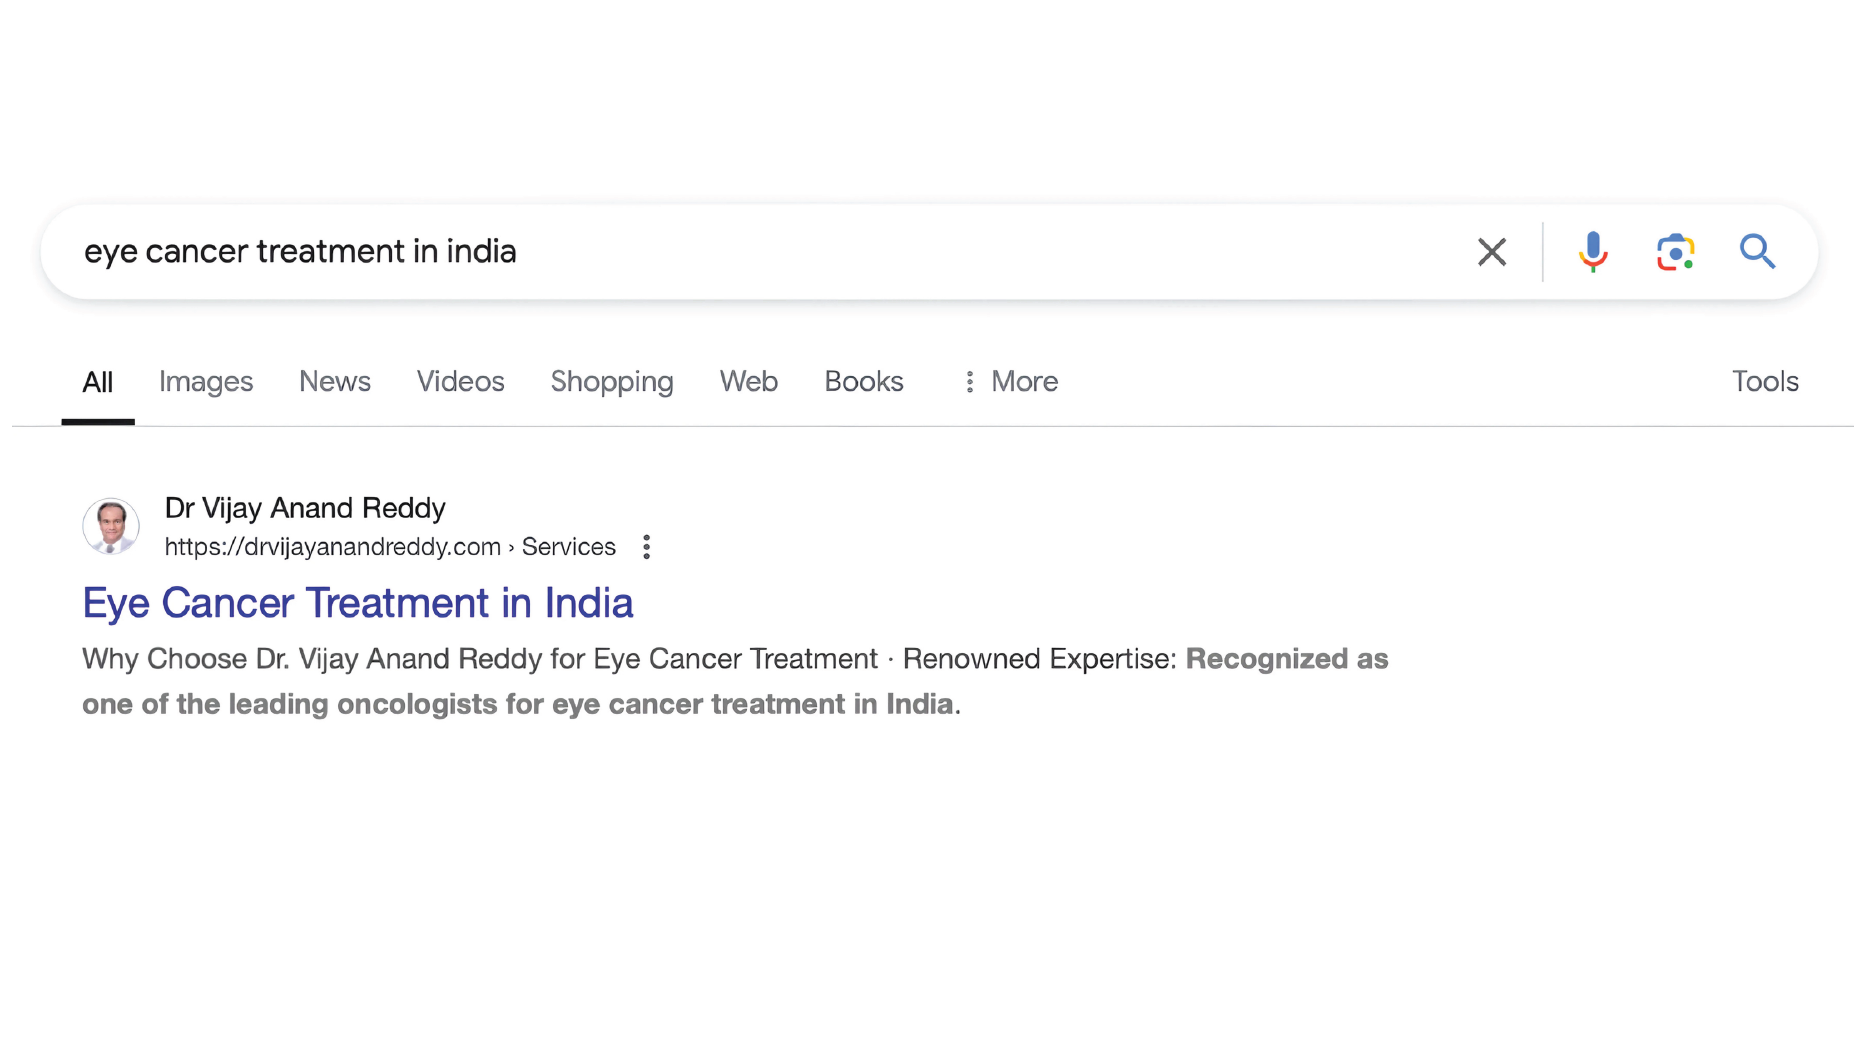 eye cancer treatment in india
All Images News Videos Shopping Web Books More Tools
Dr Vijay Anand Reddy
https://drvijayanandreddy.com › Services
Eye Cancer Treatment in India
Why Choose Dr. Vijay Anand Reddy for Eye Cancer Treatment · Renowned Expertise: Recognized as
one of the leading oncologists for eye cancer treatment in India.